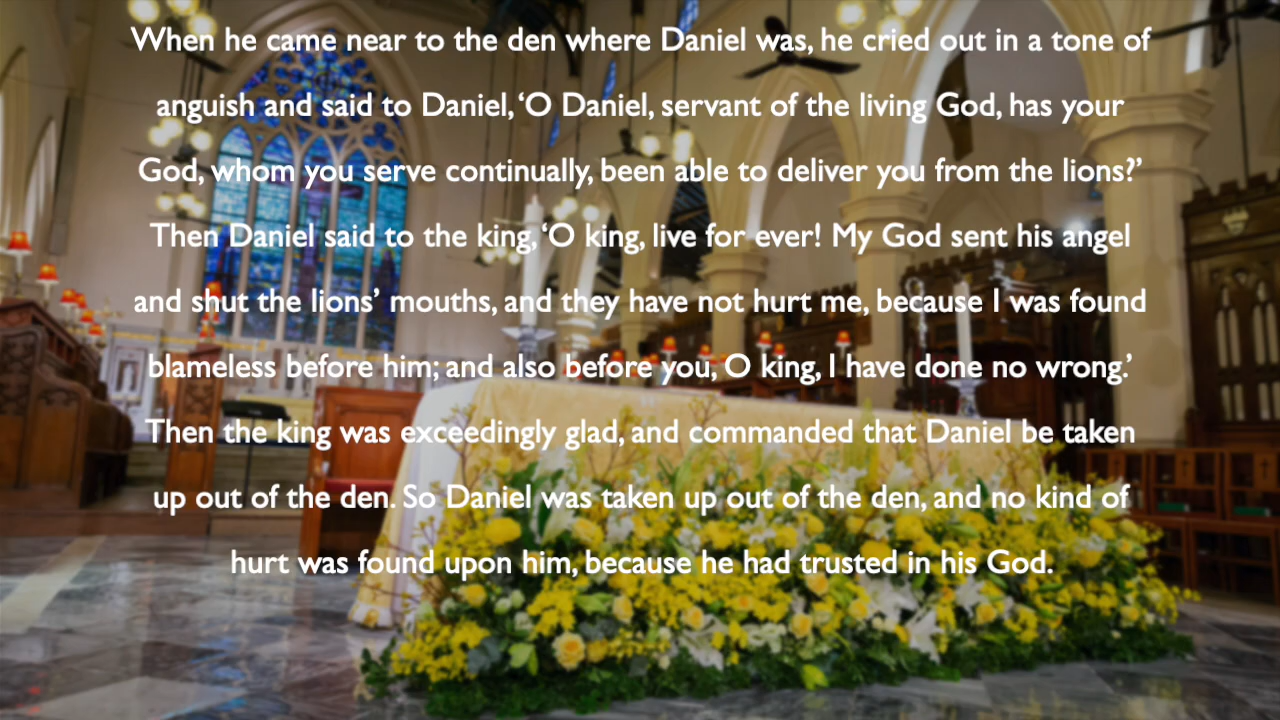 When he came near to the den where Daniel was, he cried out in a tone of
anguish and said to Daniel, ‘O Daniel, servant of the living God, has your
God, whom you serve continually, been able to deliver you from the lions?’
Then Daniel said to the king, ‘O king, live for ever! My God sent his angel
and shut the lions’ mouths, and they have not hurt me, because I was found
blameless before him; and also before you, O king, I have done no wrong.’
Then the king was exceedingly glad, and commanded that Daniel be taken
up out of the den. So Daniel was taken up out of the den, and no kind of
hurt was found upon him, because he had trusted in his God.